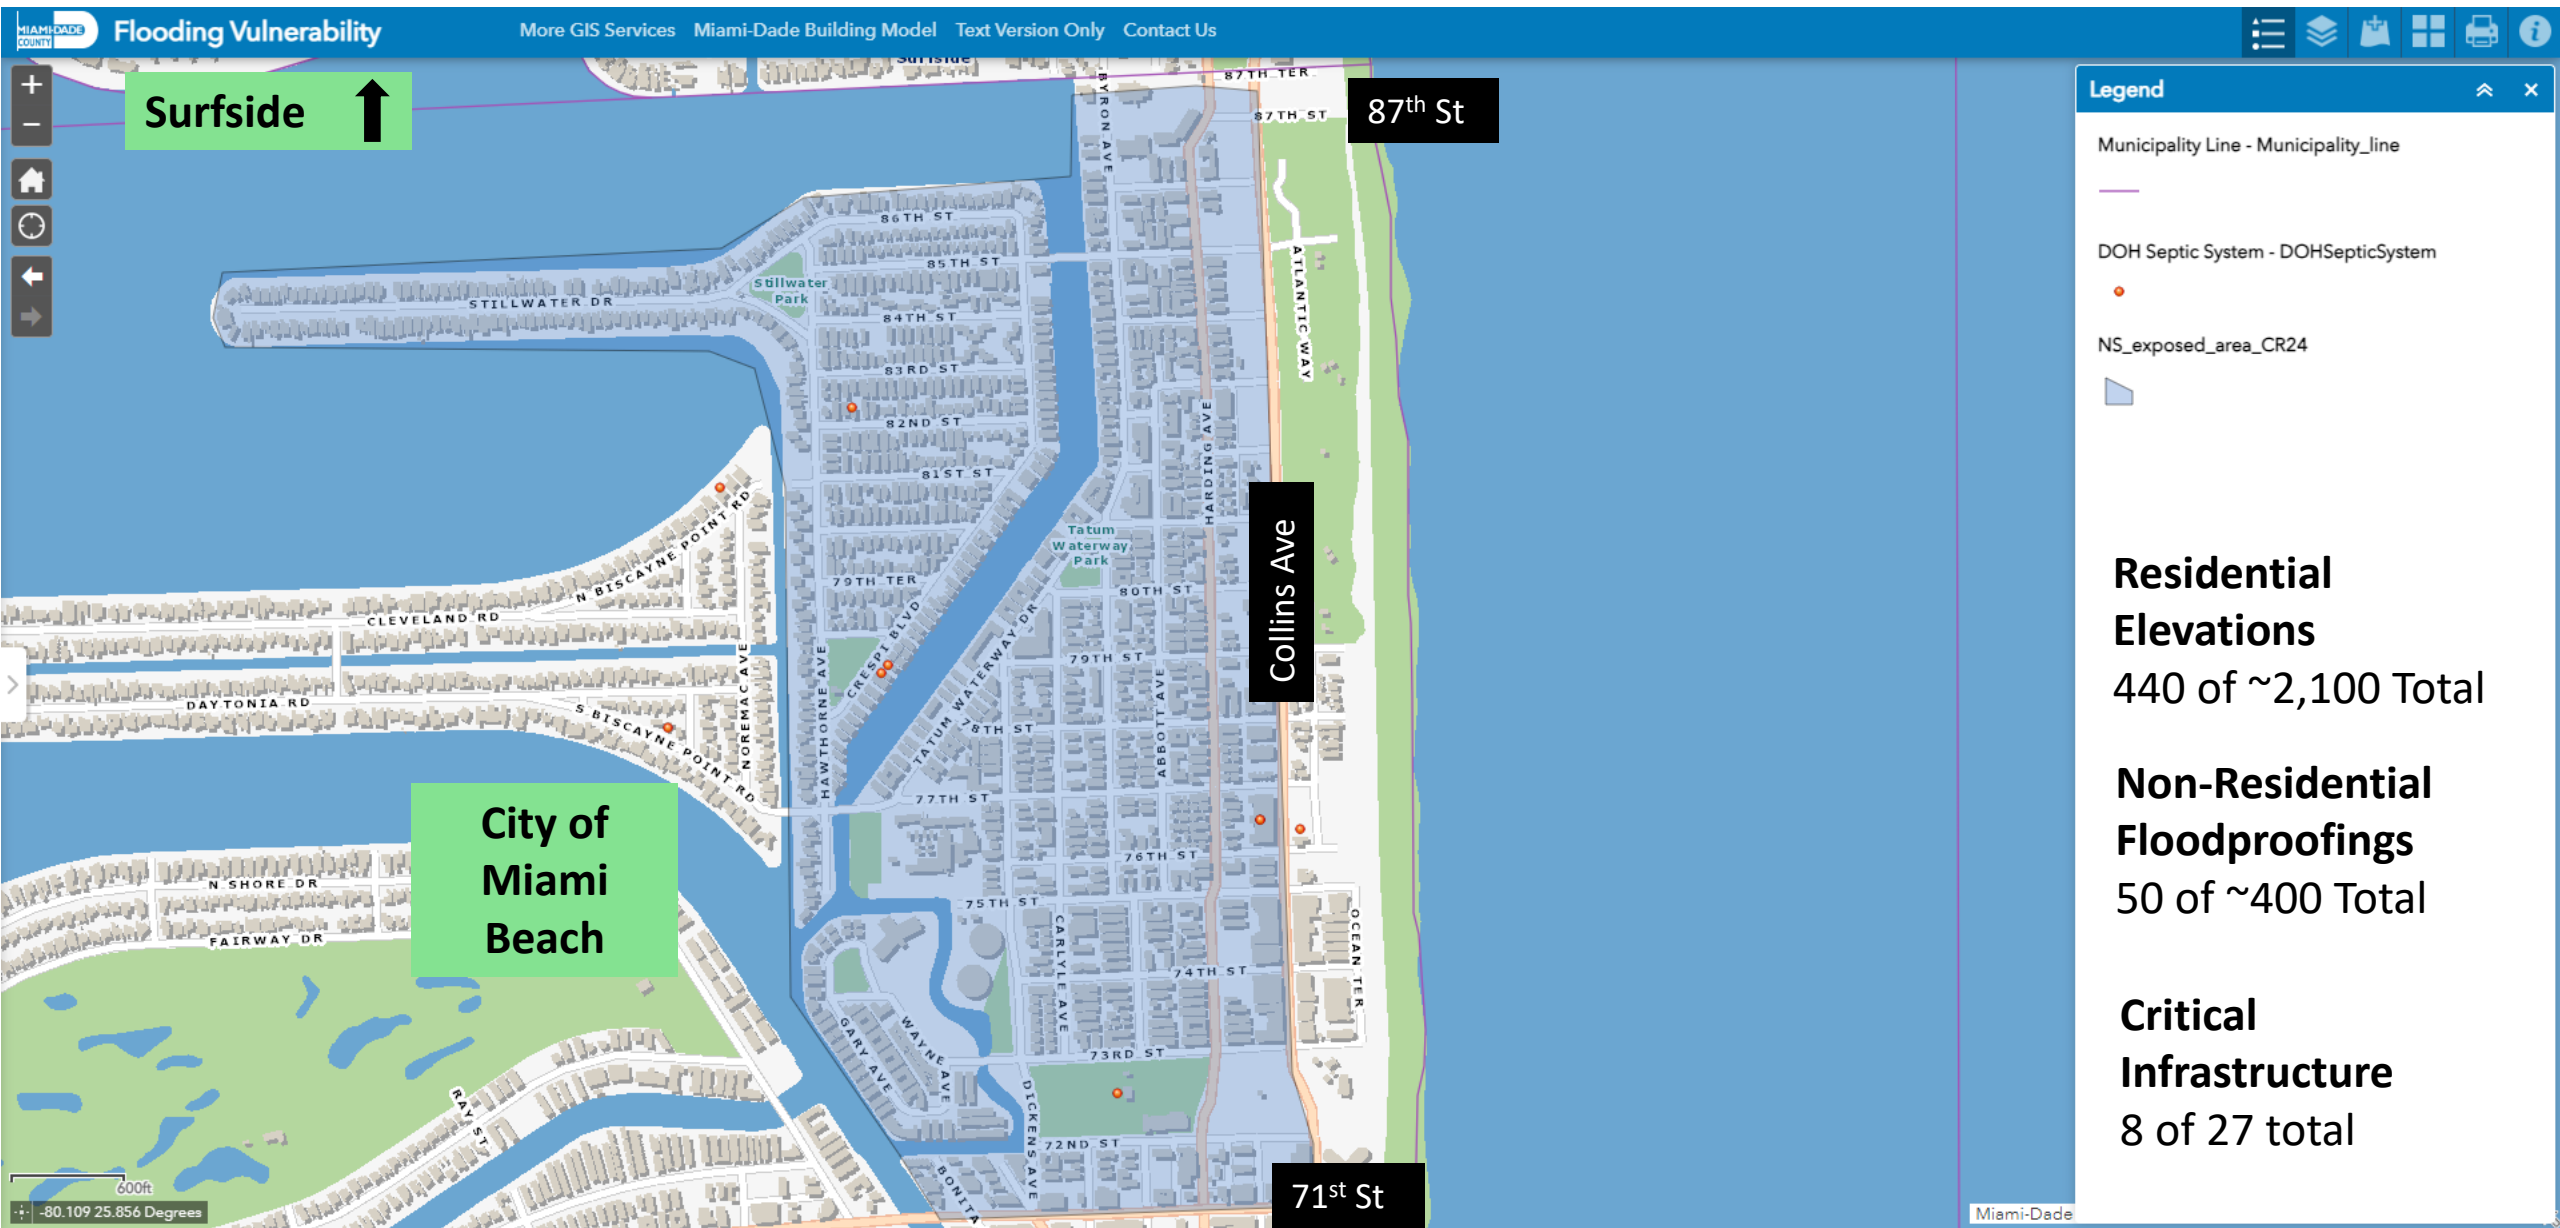 MIAMI-DADE
COUNTY
Flooding Vulnerability
More GIS Services
Miami-Dade Building Model
Text Version Only
Contact Us
Surfside
87TH TER
Surfside
87th St
87TH ST
BYRON AVE
86TH ST
85TH ST
Stillwater
Park
STILLWATER DR
84TH ST
ATLANTIC WAY
83RD ST
82ND ST
HARDING AVE
81ST ST
N BISCAYNE POINT RD
Tatum
Waterway
Park
Collins Ave
79TH TER
80TH ST
CLEVELAND RD
CRESPI BLVD
TATUM WATERWAY DR
79TH ST
HAWTHORNE AVE
NOREMAC AVE
ABBOTT AVE
DAYTONIA RD
S BISCAYNE POINT RD
78TH ST
77TH ST
City of
Miami
Beach
76TH ST
N SHORE DR
75TH ST
FAIRWAY DR
CARLYLE AVE
OCEAN TER
74TH ST
GARY AVE
WAYNE AVE
73RD ST
RAY ST
DICKENS AVE
72ND ST
BONITA
71st St
600ft
-80.109 25.856 Degrees
Miami-Dade
Legend
Municipality Line - Municipality_line
DOH Septic System - DOHSepticSystem
NS_exposed_area_CR24
Residential
Elevations
440 of ~2,100 Total
Non-Residential
Floodproofings
50 of ~400 Total
Critical
Infrastructure
8 of 27 total